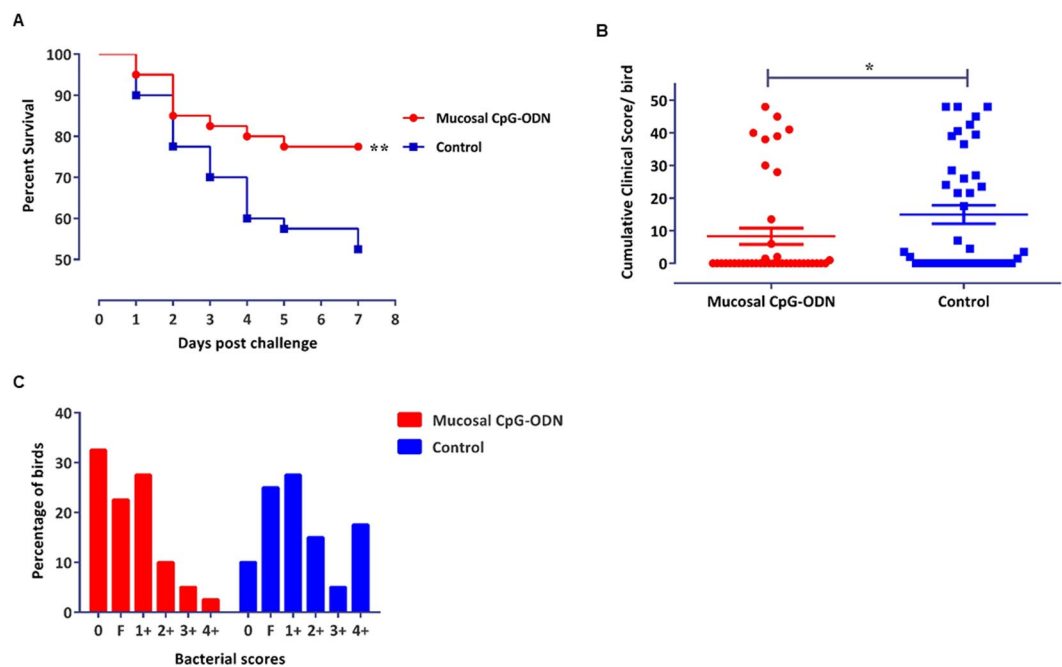 A
100
90
80
70
60
50
Percent Survival
0 1 2 3 4 5 6 7 8
Days post challenge
**
Mucosal CpG-ODN
Control
B
*
50
40
30
20
10
0
Cumulative Clinical Score/ bird
Mucosal CpG-ODN Control
C
40
30
20
10
0
Percentage of birds
0 F 1+ 2+ 3+ 4+ 0 F 1+ 2+ 3+ 4+
Bacterial scores
Mucosal CpG-ODN
Control